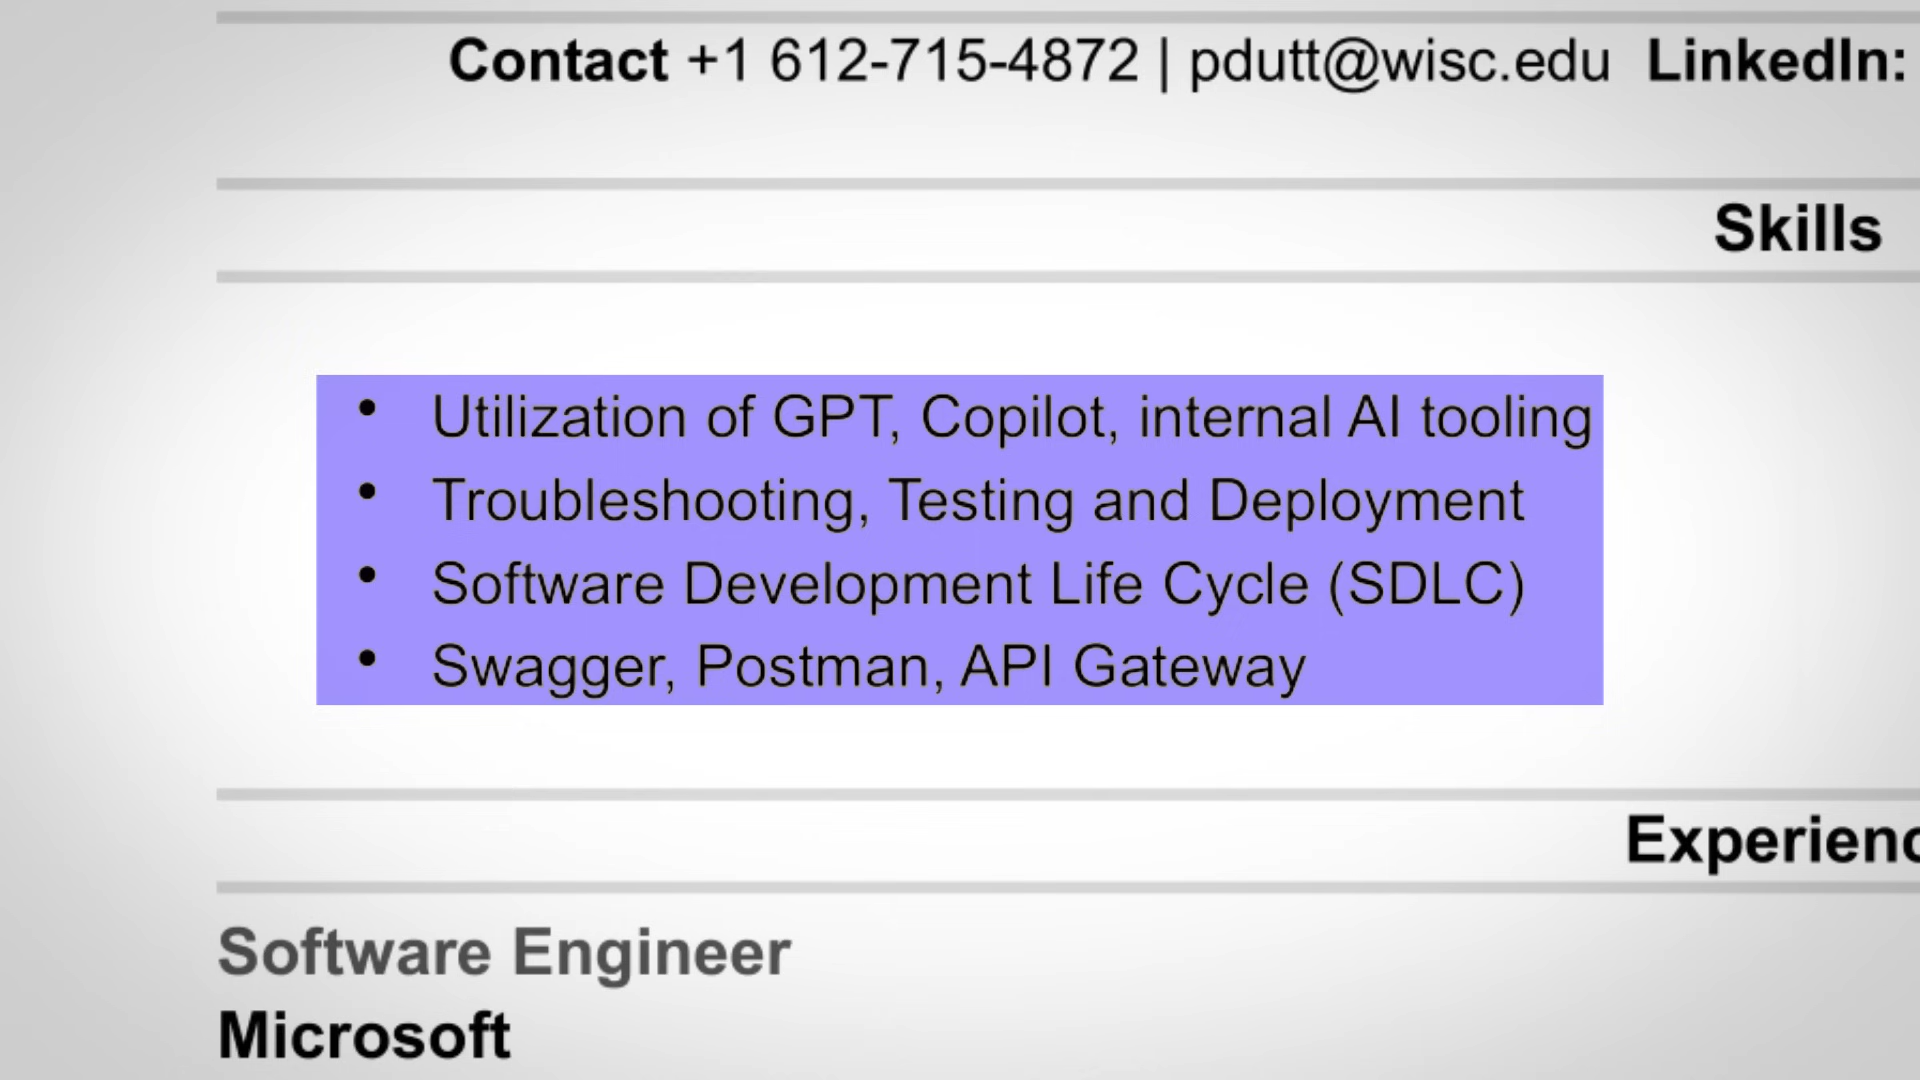 Contact +1 612-715-4872 | pdutt@wisc.edu LinkedIn:
Skills
• Utilization of GPT, Copilot, internal AI tooling
• Troubleshooting, Testing and Deployment
• Software Development Life Cycle (SDLC)
• Swagger, Postman, API Gateway
Experienc
Software Engineer
Microsoft